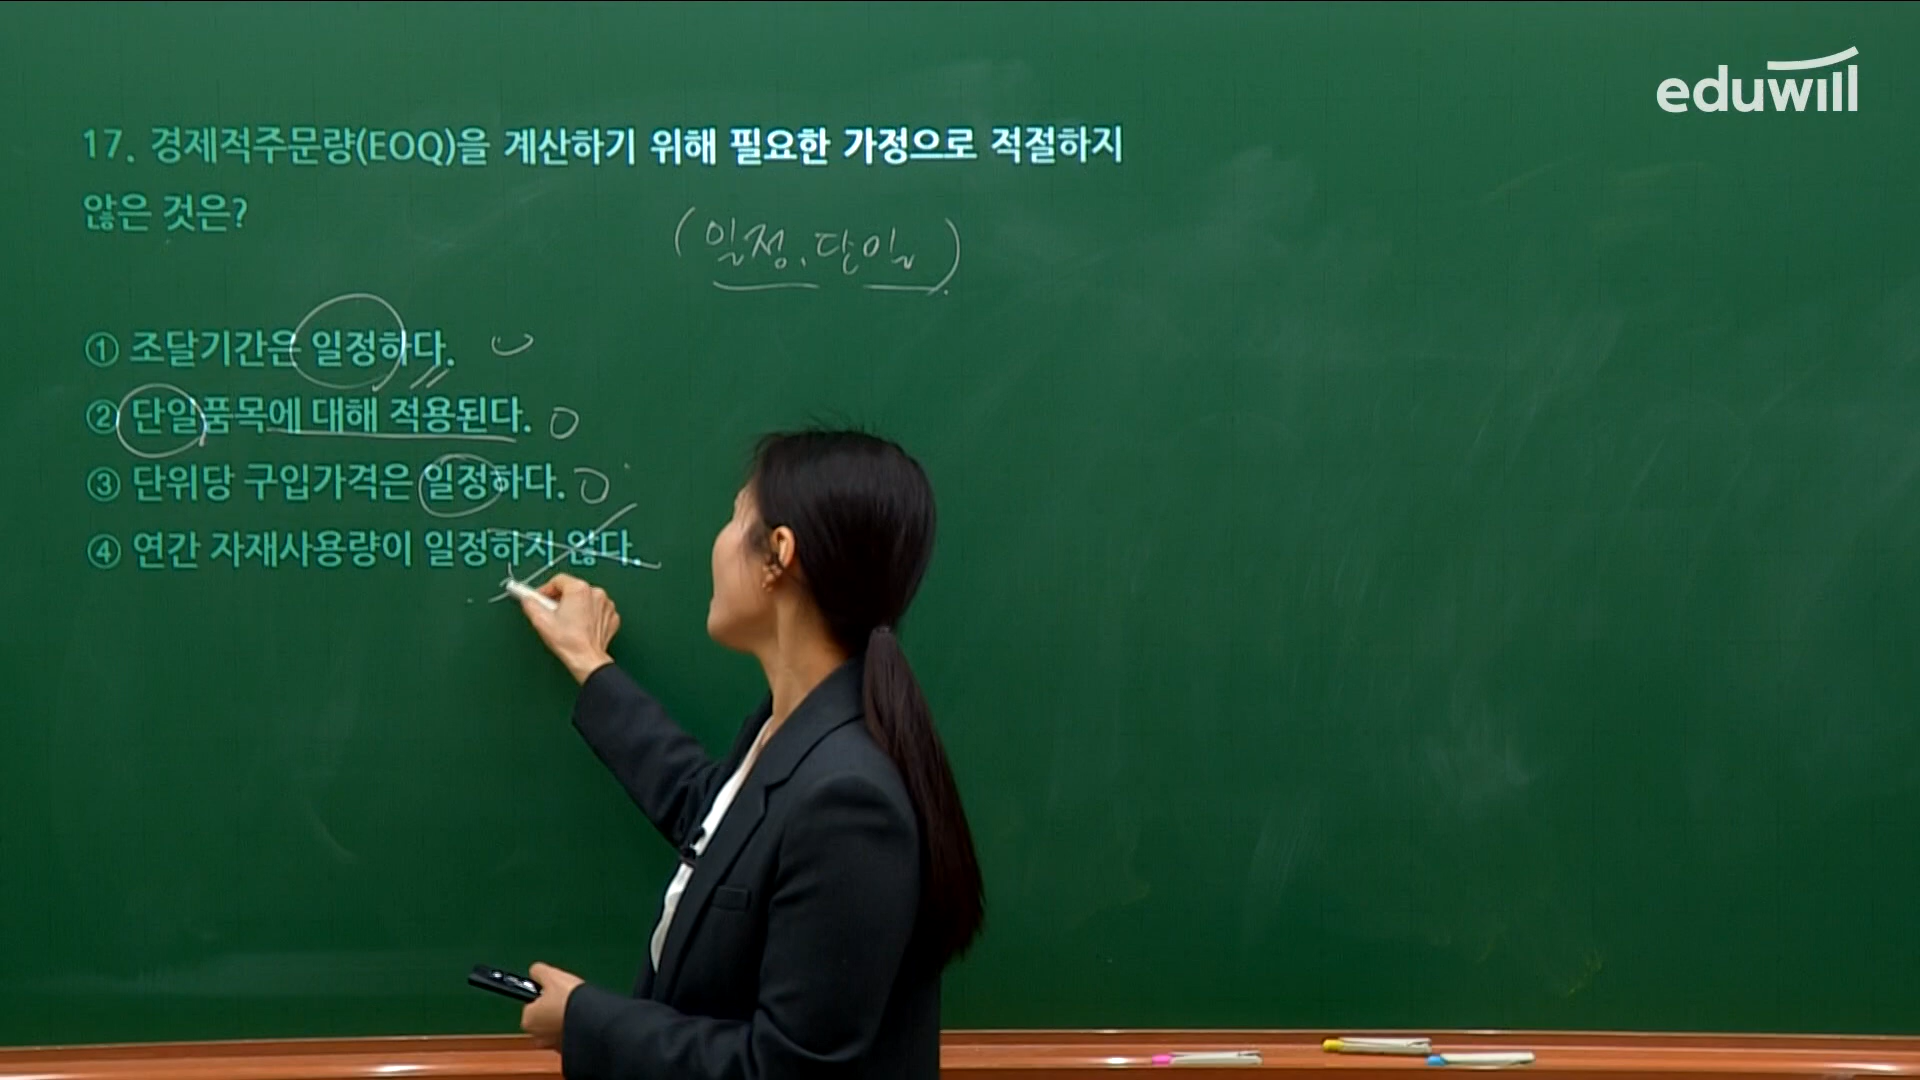 eduwill
17. 경제적주문량(EOQ)을 계산하기 위해 필요한 가정으로 적절하지
않은 것은?
(일정, 단일)
① 조달기간은 일정하다.
② 단일품목에 대해 적용된다.
③ 단위당 구입가격은 일정하다.
④ 연간 자재사용량이 일정하지 않다.